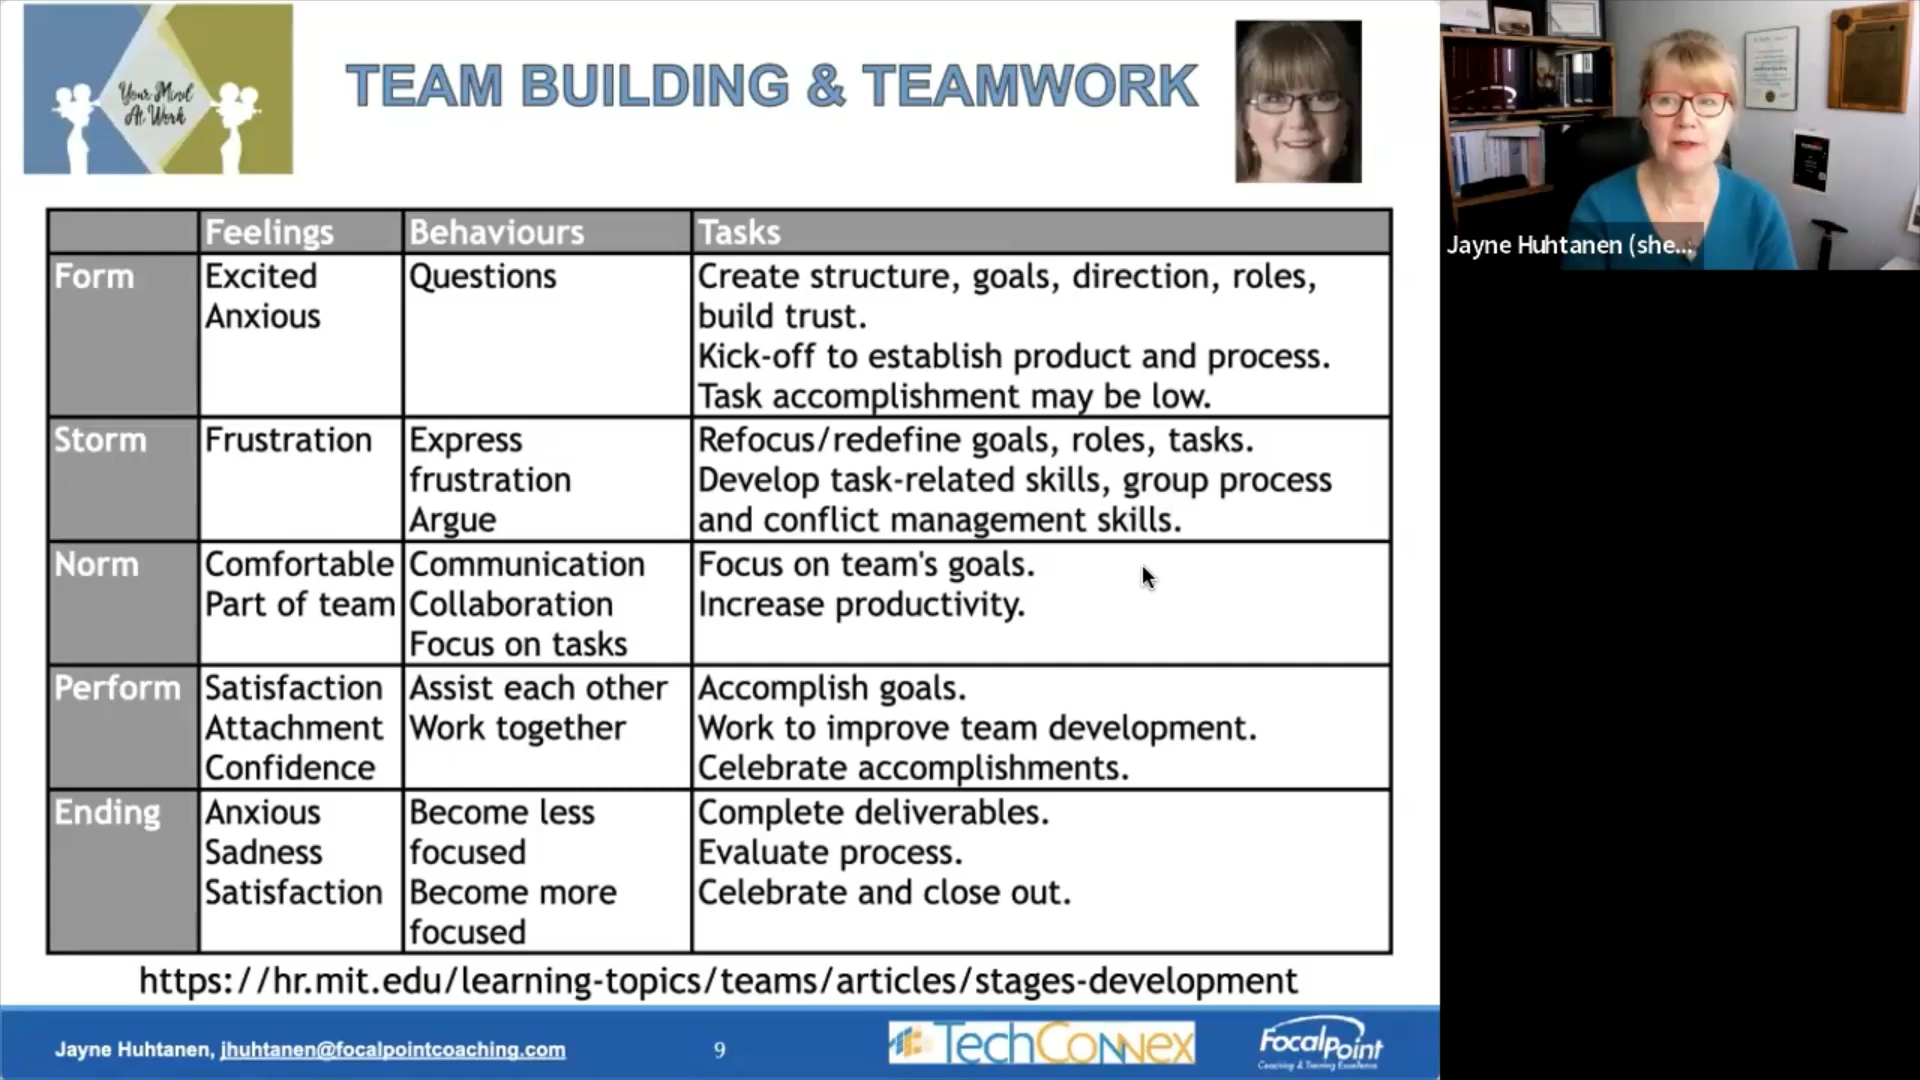 Your Mind
At Work
TEAM BUILDING & TEAMWORK
Jayne Huhtanen (she...
Feelings Behaviours Tasks
Form Excited Questions Create structure, goals, direction, roles,
Anxious build trust.
Kick-off to establish product and process.
Task accomplishment may be low.
Storm Frustration Express Refocus/redefine goals, roles, tasks.
frustration Develop task-related skills, group process
Argue and conflict management skills.
Norm Comfortable Communication Focus on team's goals.
Part of team Collaboration Increase productivity.
Focus on tasks
Perform Satisfaction Assist each other Accomplish goals.
Attachment Work together Work to improve team development.
Confidence Celebrate accomplishments.
Ending Anxious Become less Complete deliverables.
Sadness focused Evaluate process.
Satisfaction Become more Celebrate and close out.
focused
https://hr.mit.edu/learning-topics/teams/articles/stages-development
Jayne Huhtanen, jhuhtanen@focalpointcoaching.com
9
TechConnex
FocalPoint
Coaching & Training Excellence